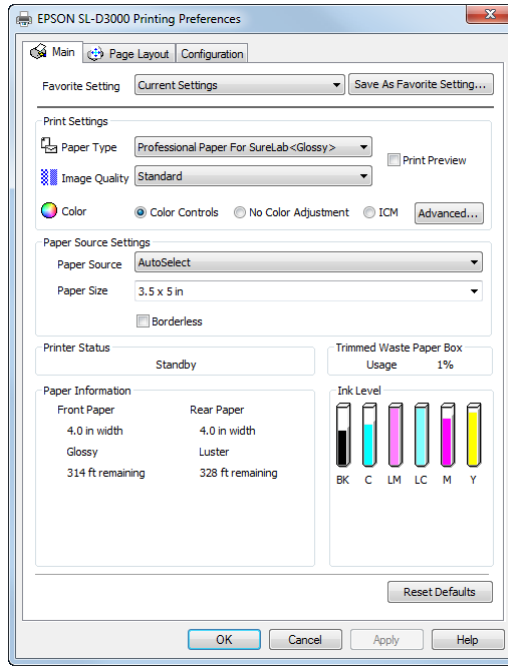 EPSON SL-D3000 Printing Preferences
Main Page Layout Configuration
Favorite Setting Current Settings Save As Favorite Setting...
Print Settings
Paper Type Professional Paper For SureLab<Glossy>
Print Preview
Image Quality Standard
Color Color Controls No Color Adjustment ICM Advanced...
Paper Source Settings
Paper Source AutoSelect
Paper Size 3.5 x 5 in
Borderless
Printer Status
Standby
Trimmed Waste Paper Box
Usage 1%
Paper Information
Front Paper Rear Paper
4.0 in width 4.0 in width
Glossy Luster
314 ft remaining 328 ft remaining
Ink Level
BK C LM LC M Y
Reset Defaults
OK Cancel Apply Help